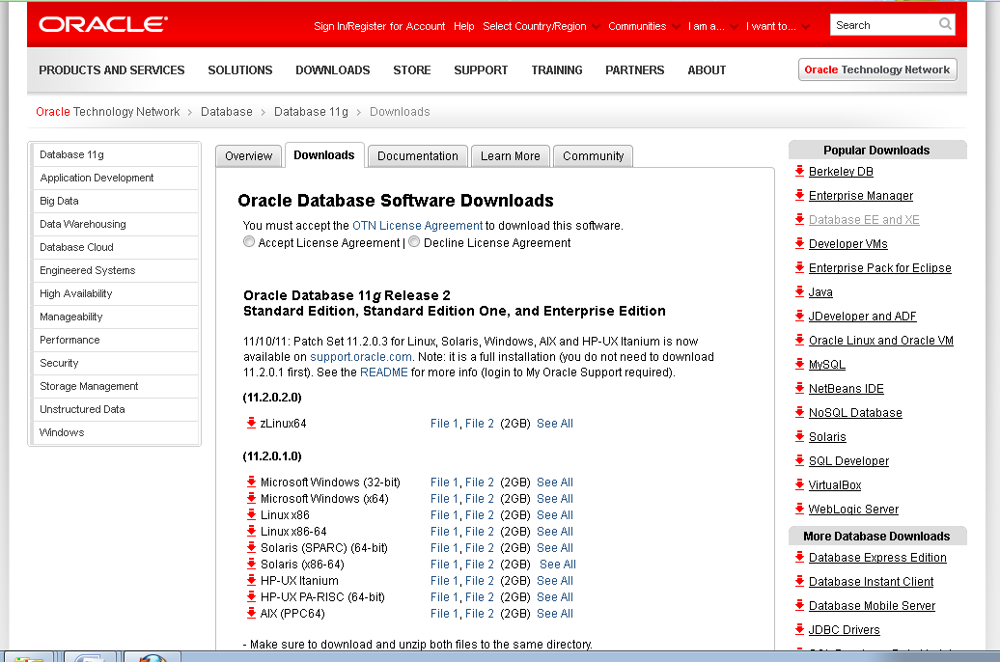 ORACLE®
Sign In/Register for Account Help Select Country/Region Communities I am a... I want to... Search
PRODUCTS AND SERVICES SOLUTIONS DOWNLOADS STORE SUPPORT TRAINING PARTNERS ABOUT Oracle Technology Network
Oracle Technology Network > Database > Database 11g > Downloads
Database 11g
Application Development
Big Data
Data Warehousing
Database Cloud
Engineered Systems
High Availability
Manageability
Performance
Security
Storage Management
Unstructured Data
Windows
Overview Downloads Documentation Learn More Community
Oracle Database Software Downloads
You must accept the OTN License Agreement to download this software.
Accept License Agreement | Decline License Agreement
Oracle Database 11g Release 2
Standard Edition, Standard Edition One, and Enterprise Edition
11/10/11: Patch Set 11.2.0.3 for Linux, Solaris, Windows, AIX and HP-UX Itanium is now
available on support.oracle.com. Note: it is a full installation (you do not need to download
11.2.0.1 first). See the README for more info (login to My Oracle Support required).
(11.2.0.2.0)
zLinux64 File 1, File 2 (2GB) See All
(11.2.0.1.0)
Microsoft Windows (32-bit) File 1, File 2 (2GB) See All
Microsoft Windows (x64) File 1, File 2 (2GB) See All
Linux x86 File 1, File 2 (2GB) See All
Linux x86-64 File 1, File 2 (2GB) See All
Solaris (SPARC) (64-bit) File 1, File 2 (2GB) See All
Solaris (x86-64) File 1, File 2 (2GB) See All
HP-UX Itanium File 1, File 2 (2GB) See All
HP-UX PA-RISC (64-bit) File 1, File 2 (2GB) See All
AIX (PPC64) File 1, File 2 (2GB) See All
- Make sure to download and unzip both files to the same directory.
Popular Downloads
Berkeley DB
Enterprise Manager
Database EE and XE
Developer VMs
Enterprise Pack for Eclipse
Java
JDeveloper and ADF
Oracle Linux and Oracle VM
MySQL
NetBeans IDE
NoSQL Database
Solaris
SQL Developer
VirtualBox
WebLogic Server
More Database Downloads
Database Express Edition
Database Instant Client
Database Mobile Server
JDBC Drivers